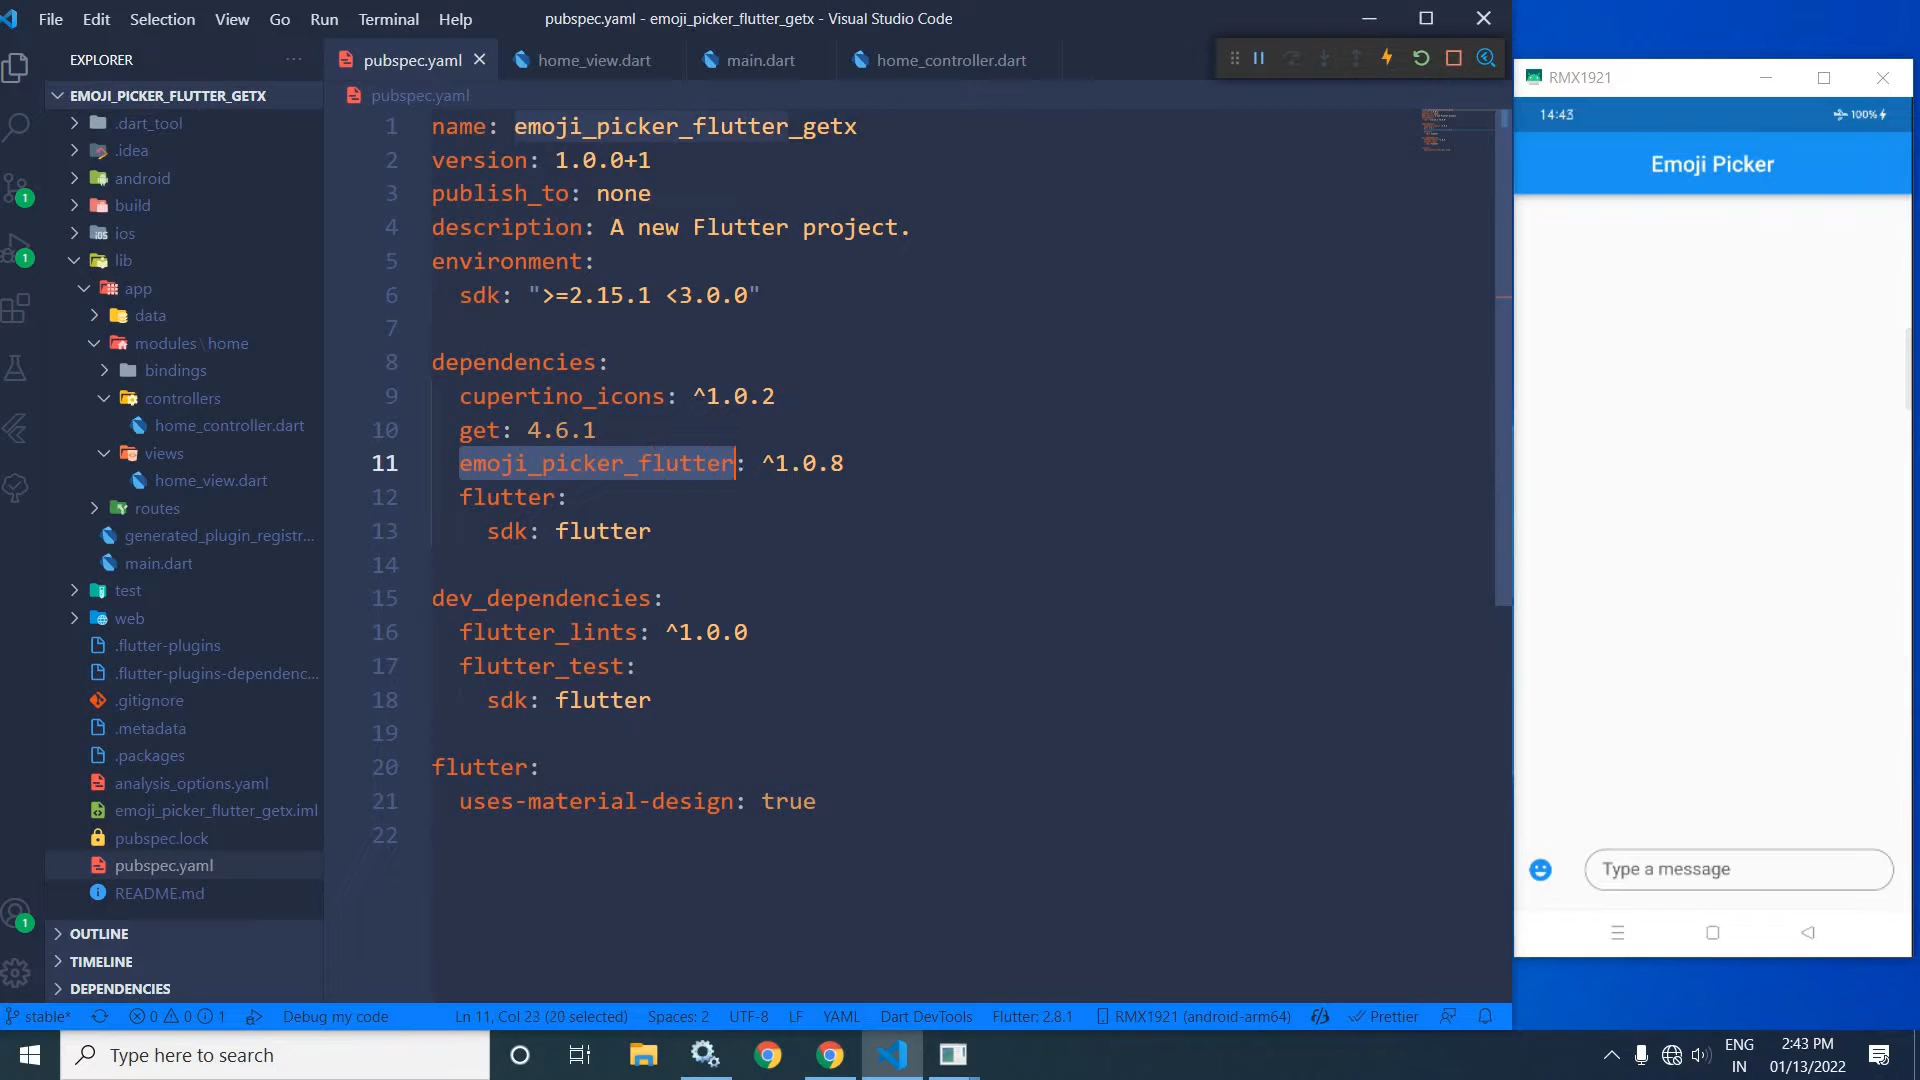 File Edit Selection View Go Run Terminal Help
pubspec.yaml - emoji_picker_flutter_getx - Visual Studio Code
EXPLORER
pubspec.yaml
home_view.dart
main.dart
home_controller.dart
EMOJI_PICKER_FLUTTER_GETX
.dart_tool
.idea
android
build
ios
lib
app
data
modules \ home
bindings
controllers
home_controller.dart
views
home_view.dart
routes
generated_plugin_registr...
main.dart
test
web
.flutter-plugins
.flutter-plugins-dependenc...
.gitignore
.metadata
.packages
analysis_options.yaml
emoji_picker_flutter_getx.iml
pubspec.lock
pubspec.yaml
README.md
OUTLINE
TIMELINE
DEPENDENCIES
1
1
1
pubspec.yaml
1 name: emoji_picker_flutter_getx
2 version: 1.0.0+1
3 publish_to: none
4 description: A new Flutter project.
5 environment:
6 sdk: ">=2.15.1 <3.0.0"
7
8 dependencies:
9 cupertino_icons: ^1.0.2
10 get: 4.6.1
11 emoji_picker_flutter: ^1.0.8
12 flutter:
13 sdk: flutter
14
15 dev_dependencies:
16 flutter_lints: ^1.0.0
17 flutter_test:
18 sdk: flutter
19
20 flutter:
21 uses-material-design: true
22
RMX1921
14:43
100%
Emoji Picker
Type a message
stable* 0 0 1 Debug my code Ln 11, Col 23 (20 selected) Spaces: 2 UTF-8 LF YAML Dart DevTools Flutter: 2.8.1 RMX1921 (android-arm64) Prettier
Type here to search
ENG
IN
2:43 PM
01/13/2022